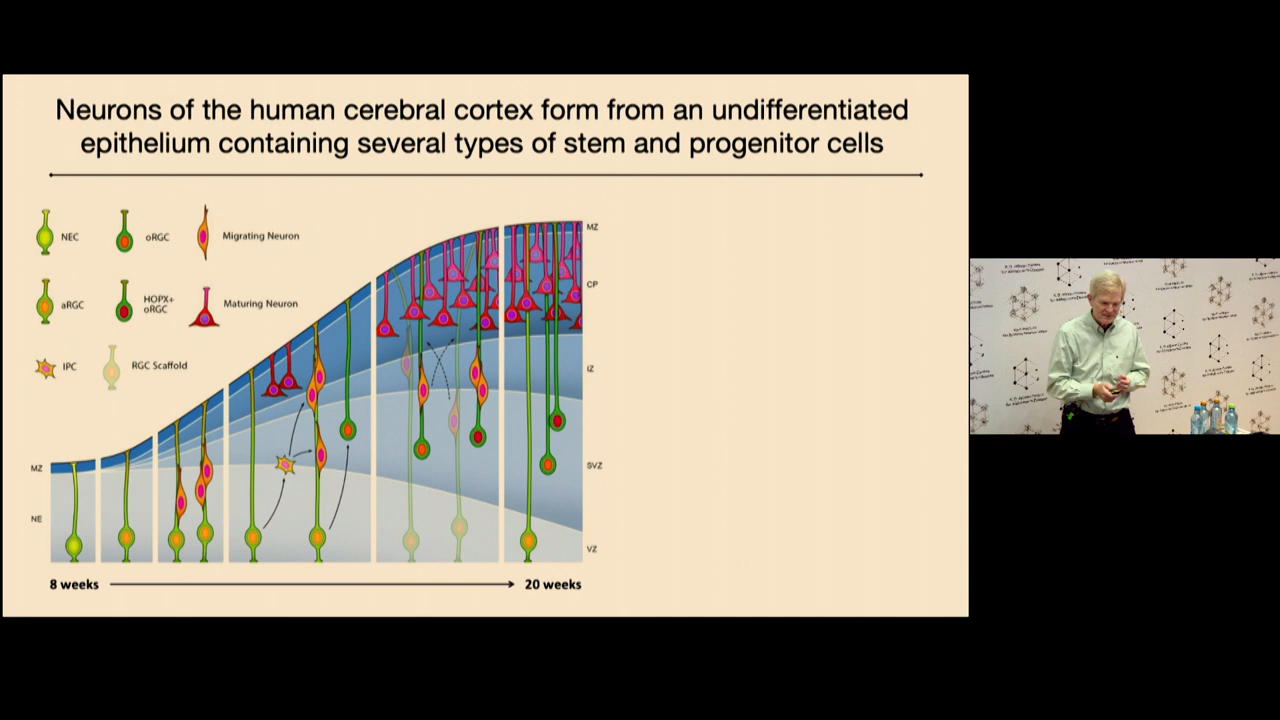 Neurons of the human cerebral cortex form from an undifferentiated
epithelium containing several types of stem and progenitor cells
NEC
oRGC
Migrating Neuron
aRGC
HOPX+
oRGC
Maturing Neuron
IPC
RGC Scaffold
MZ
CP
IZ
MZ
SVZ
NE
VZ
8 weeks
20 weeks